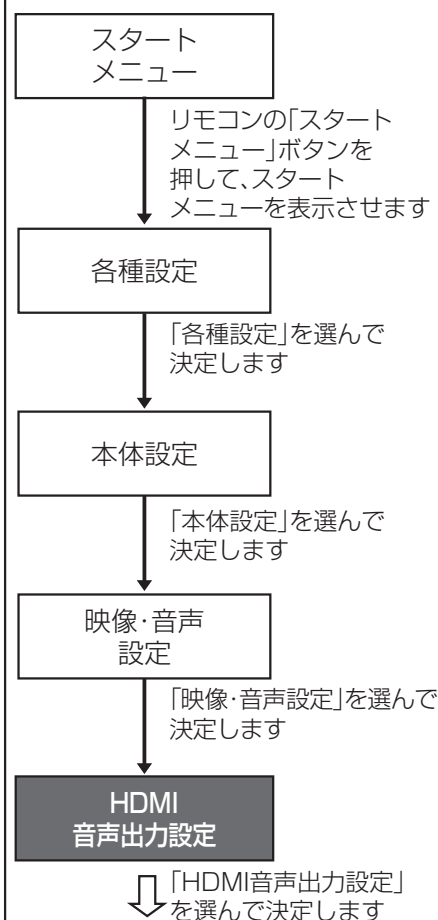 スタート
メニュー
リモコンの「スタート
メニュー」ボタンを
押して、スタート
メニューを表示させます
各種設定
「各種設定」を選んで
決定します
本体設定
「本体設定」を選んで
決定します
映像・音声
設定
「映像・音声設定」を選んで
決定します
HDMI
音声出力設定
「HDMI音声出力設定」
を選んで決定します